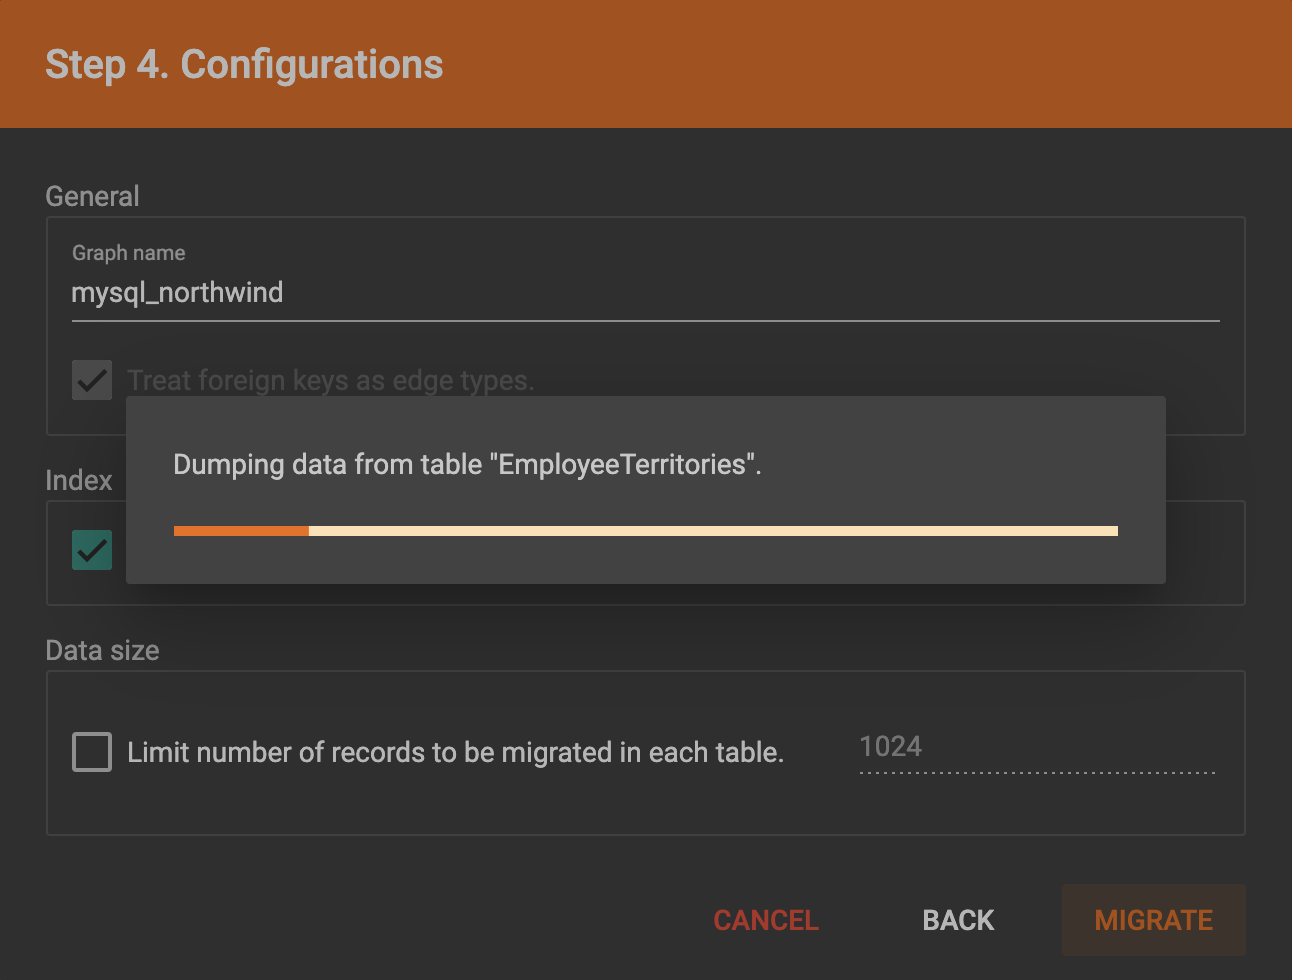 Step 4. Configurations
General
Graph name
mysql_northwind
Treat foreign keys as edge types.
Dumping data from table "EmployeeTerritories".
Index
Data size
Limit number of records to be migrated in each table.
1024
CANCEL
BACK
MIGRATE